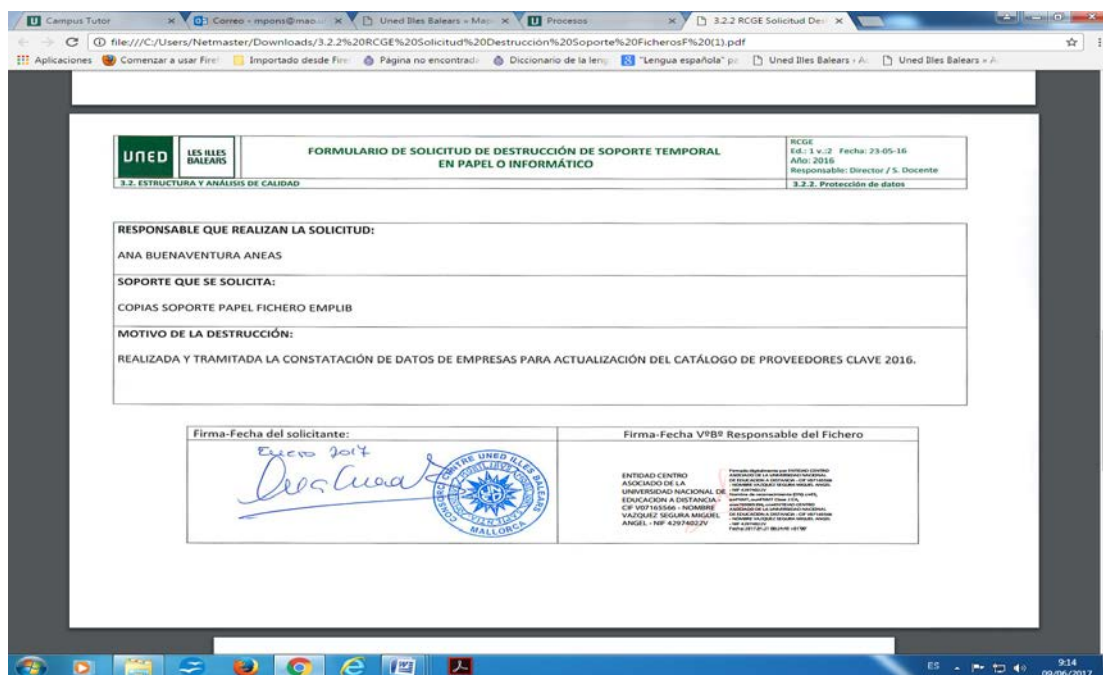 Campus Tutor
Correo - mpons@mao
Uned Illes Balears » Map
Procesos
3.2.2 RCGE Solicitud De
file:///C:/Users/Netmaster/Downloads/3.2.2%20RCGE%20Solicitud%20Destrucción%20Soporte%20FicherosF%20(1).pdf
Aplicaciones
Comenzar a usar Fire
Importado desde Fire
Página no encontrada
Diccionario de la leng
"Lengua española" p
Uned Illes Balears » A
Uned Illes Balears » A
UNED
LES ILLES
BALEARS
FORMULARIO DE SOLICITUD DE DESTRUCCIÓN DE SOPORTE TEMPORAL
EN PAPEL O INFORMÁTICO
RCGE
Ed.: 1 v.:2 Fecha: 23-05-16
Año: 2016
Responsable: Director / S. Docente
3.2. ESTRUCTURA Y ANÁLISIS DE CALIDAD
3.2.2. Protección de datos
RESPONSABLE QUE REALIZAN LA SOLICITUD:
ANA BUENAVENTURA ANEAS
SOPORTE QUE SE SOLICITA:
COPIAS SOPORTE PAPEL FICHERO EMPLIB
MOTIVO DE LA DESTRUCCIÓN:
REALIZADA Y TRAMITADA LA CONSTATACIÓN DE DATOS DE EMPRESAS PARA ACTUALIZACIÓN DEL CATÁLOGO DE PROVEEDORES CLAVE 2016.
Firma-Fecha del solicitante:
Enero 2017
CONSORCI CENTRE UNED ILLES BALEARS
MALLORCA
Firma-Fecha VºBº Responsable del Fichero
ENTIDAD CENTRO
ASOCIADO DE LA
UNIVERSIDAD NACIONAL DE
EDUCACION A DISTANCIA -
CIF V07165566 - NOMBRE
VAZQUEZ SEGURA MIGUEL
ANGEL - NIF 42974022V
ES
9:14
09/06/2017